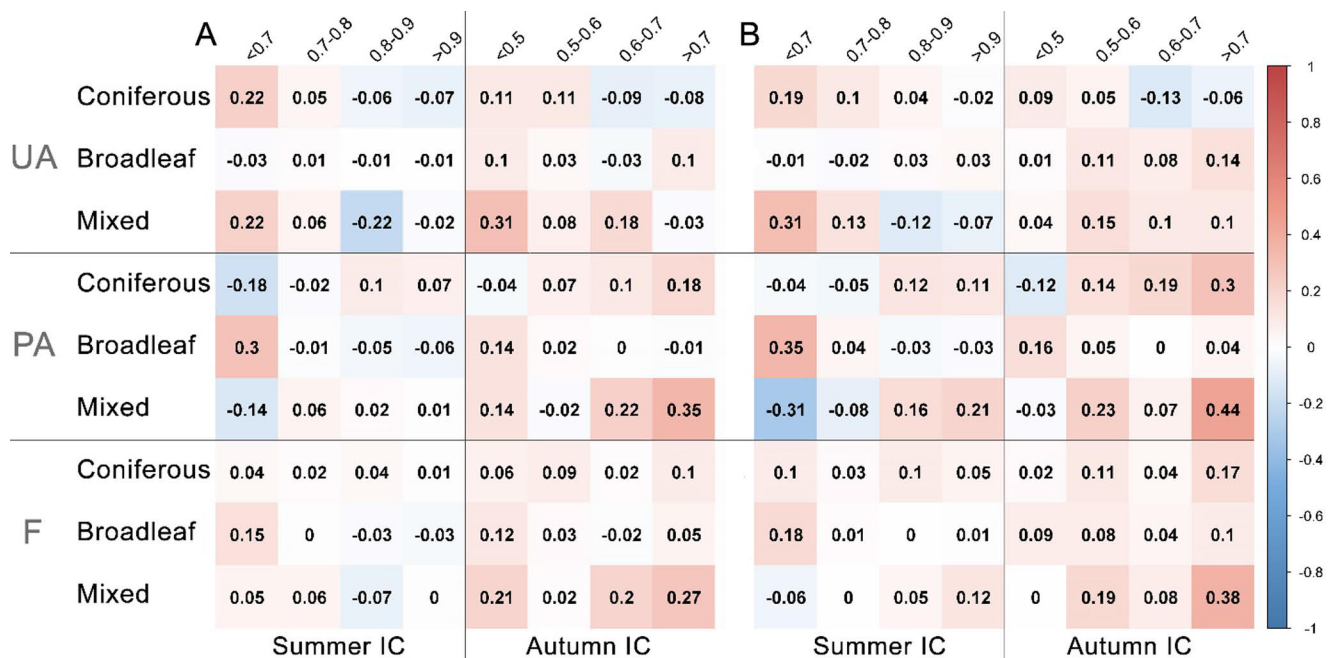 A <0.7 0.7-0.8 0.8-0.9 >0.9 <0.5 0.5-0.6 0.6-0.7 >0.7 B <0.7 0.7-0.8 0.8-0.9 >0.9 <0.5 0.5-0.6 0.6-0.7 >0.7
Coniferous 0.22 0.05 -0.06 -0.07 0.11 0.11 -0.09 -0.08 0.19 0.1 0.04 -0.02 0.09 0.05 -0.13 -0.06
UA Broadleaf -0.03 0.01 -0.01 -0.01 0.1 0.03 -0.03 0.1 -0.01 -0.02 0.03 0.03 0.01 0.11 0.08 0.14
Mixed 0.22 0.06 -0.22 -0.02 0.31 0.08 0.18 -0.03 0.31 0.13 -0.12 -0.07 0.04 0.15 0.1 0.1
Coniferous -0.18 -0.02 0.1 0.07 -0.04 0.07 0.1 0.18 -0.04 -0.05 0.12 0.11 -0.12 0.14 0.19 0.3
PA Broadleaf 0.3 -0.01 -0.05 -0.06 0.14 0.02 0 -0.01 0.35 0.04 -0.03 -0.03 0.16 0.05 0 0.04
Mixed -0.14 0.06 0.02 0.01 0.14 -0.02 0.22 0.35 -0.31 -0.08 0.16 0.21 -0.03 0.23 0.07 0.44
Coniferous 0.04 0.02 0.04 0.01 0.06 0.09 0.02 0.1 0.1 0.03 0.1 0.05 0.02 0.11 0.04 0.17
F Broadleaf 0.15 0 -0.03 -0.03 0.12 0.03 -0.02 0.05 0.18 0.01 0 0.01 0.09 0.08 0.04 0.1
Mixed 0.05 0.06 -0.07 0 0.21 0.02 0.2 0.27 -0.06 0 0.05 0.12 0 0.19 0.08 0.38
Summer IC Autumn IC Summer IC Autumn IC
1
0.8
0.6
0.4
0.2
0
-0.2
-0.4
-0.6
-0.8
-1